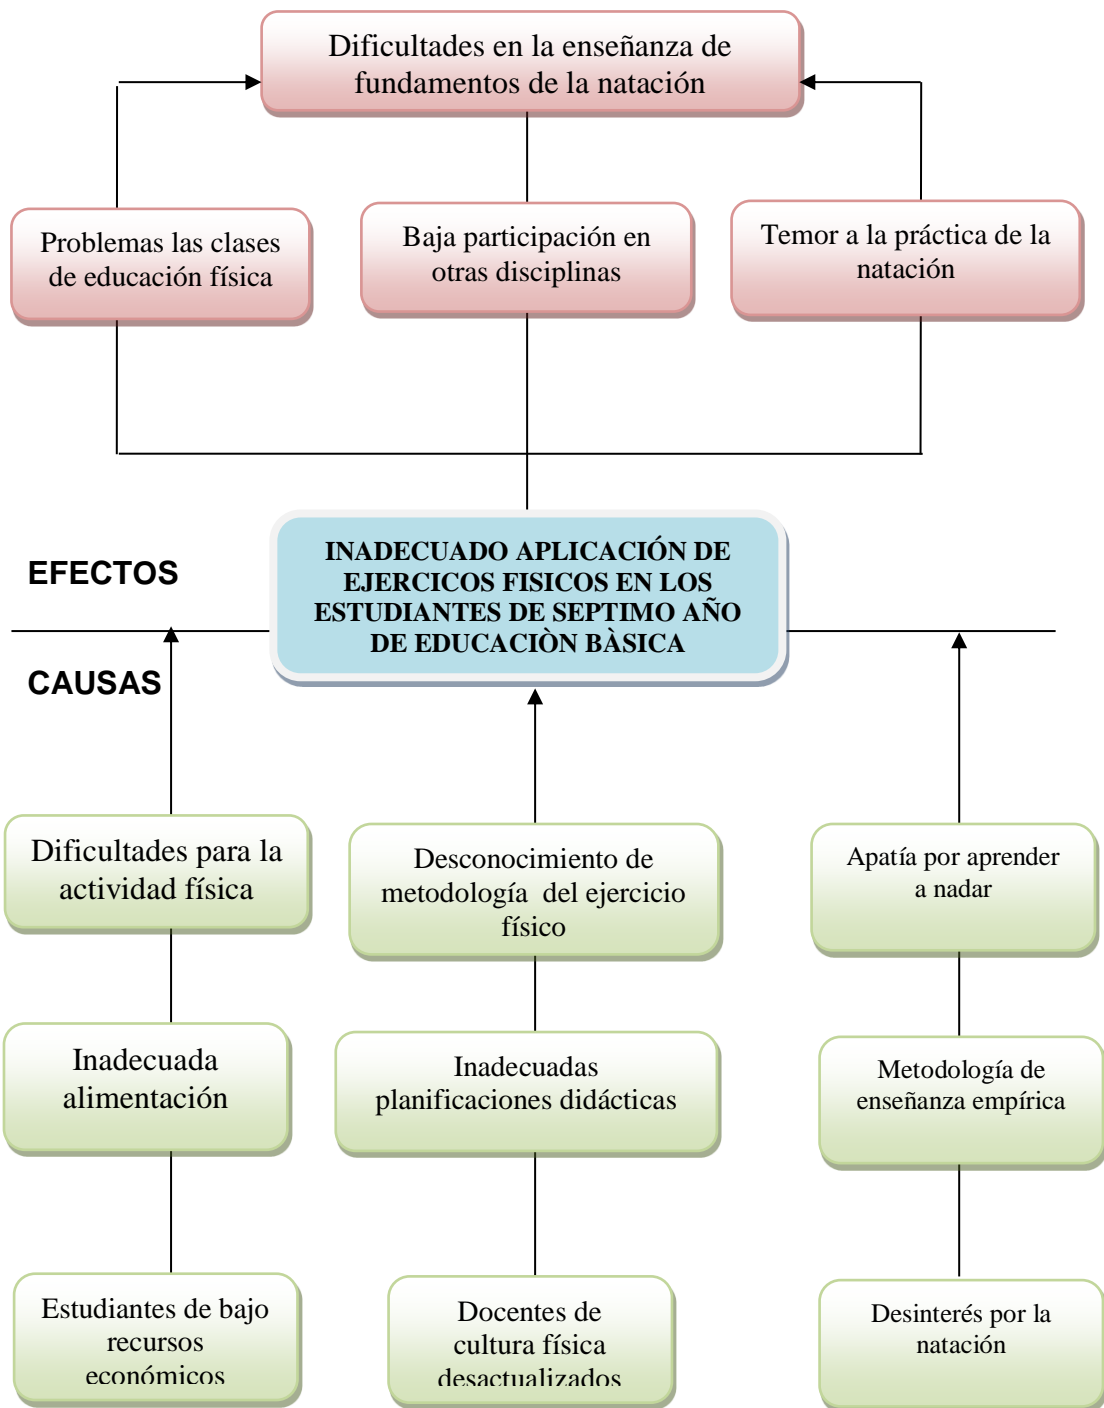 Dificultades en la enseñanza de
fundamentos de la natación
Problemas las clases
de educación física
Baja participación en
otras disciplinas
Temor a la práctica de la
natación
EFECTOS
INADECUADO APLICACIÓN DE
EJERCICOS FISICOS EN LOS
ESTUDIANTES DE SEPTIMO AÑO
DE EDUCACIÒN BÀSICA
CAUSAS
Dificultades para la
actividad física
Desconocimiento de
metodología del ejercicio
físico
Apatía por aprender
a nadar
Inadecuada
alimentación
Inadecuadas
planificaciones didácticas
Metodología de
enseñanza empírica
Estudiantes de bajo
recursos
económicos
Docentes de
cultura física
desactualizados
Desinterés por la
natación